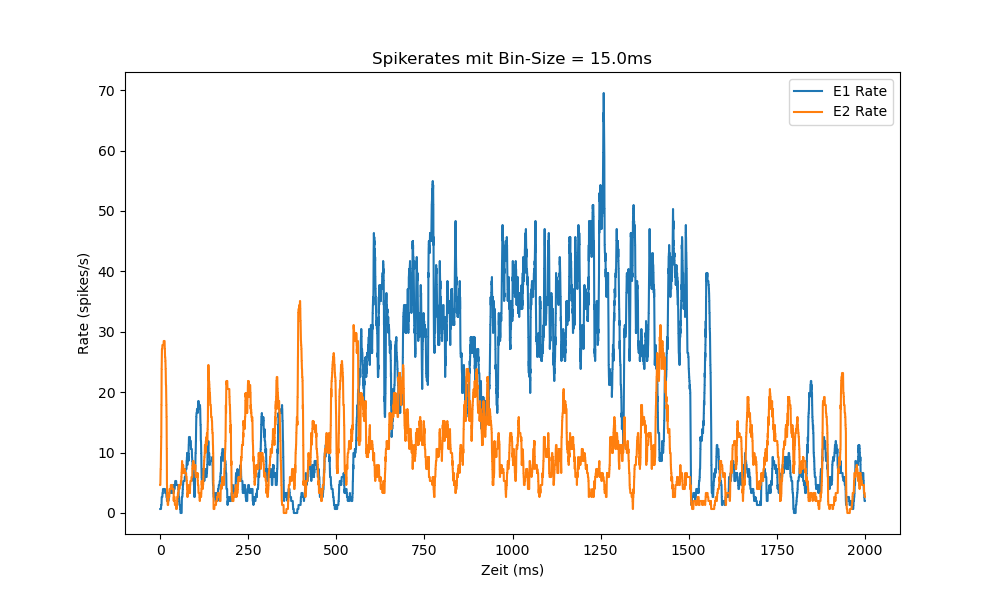 Spikerates mit Bin-Size = 15.0ms
E1 Rate
E2 Rate
70
60
50
40
30
20
10
0
Rate (spikes/s)
0 250 500 750 1000 1250 1500 1750 2000
Zeit (ms)